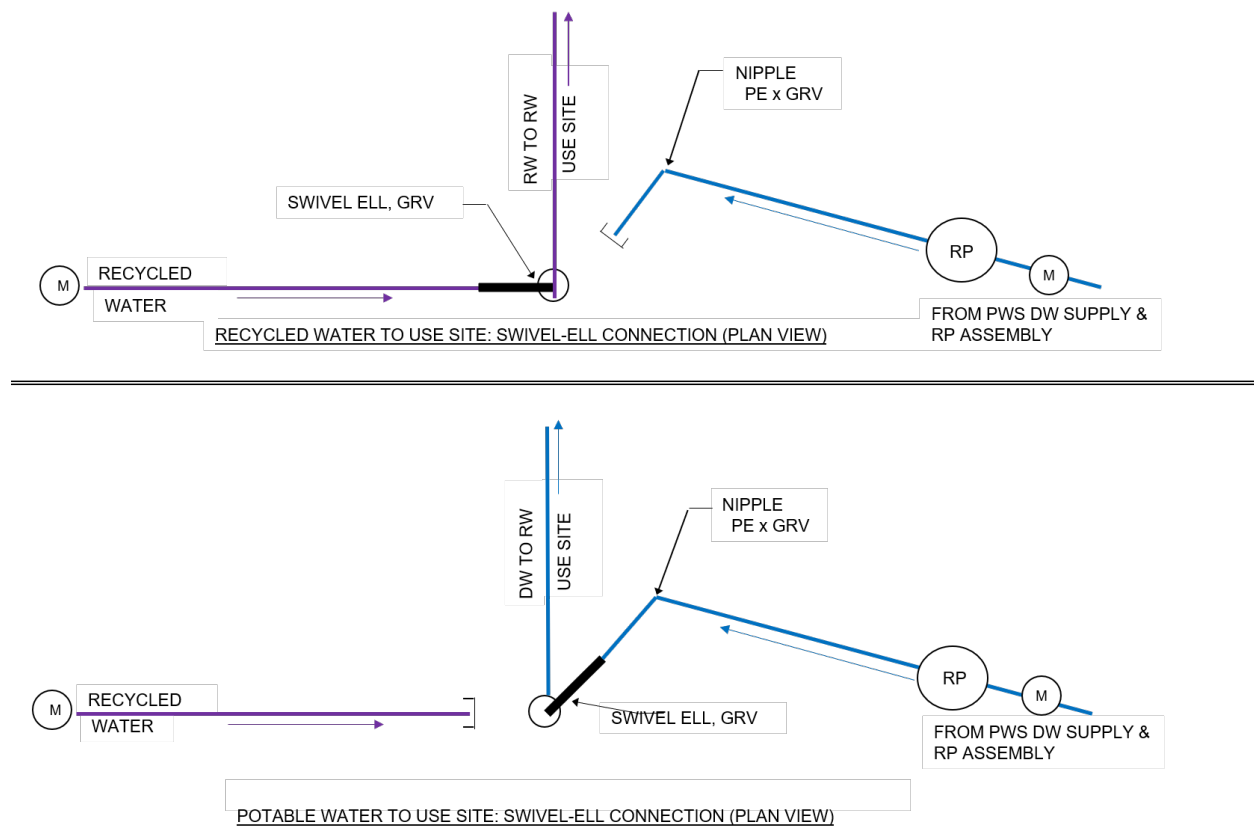 NIPPLE
PE x GRV
RW TO RW
USE SITE
SWIVEL ELL, GRV
RP
M
RECYCLED
WATER
M
FROM PWS DW SUPPLY &
RP ASSEMBLY
RECYCLED WATER TO USE SITE: SWIVEL-ELL CONNECTION (PLAN VIEW)
NIPPLE
PE x GRV
DW TO RW
USE SITE
RP
M
RECYCLED
WATER
M
SWIVEL ELL, GRV
FROM PWS DW SUPPLY &
RP ASSEMBLY
POTABLE WATER TO USE SITE: SWIVEL-ELL CONNECTION (PLAN VIEW)